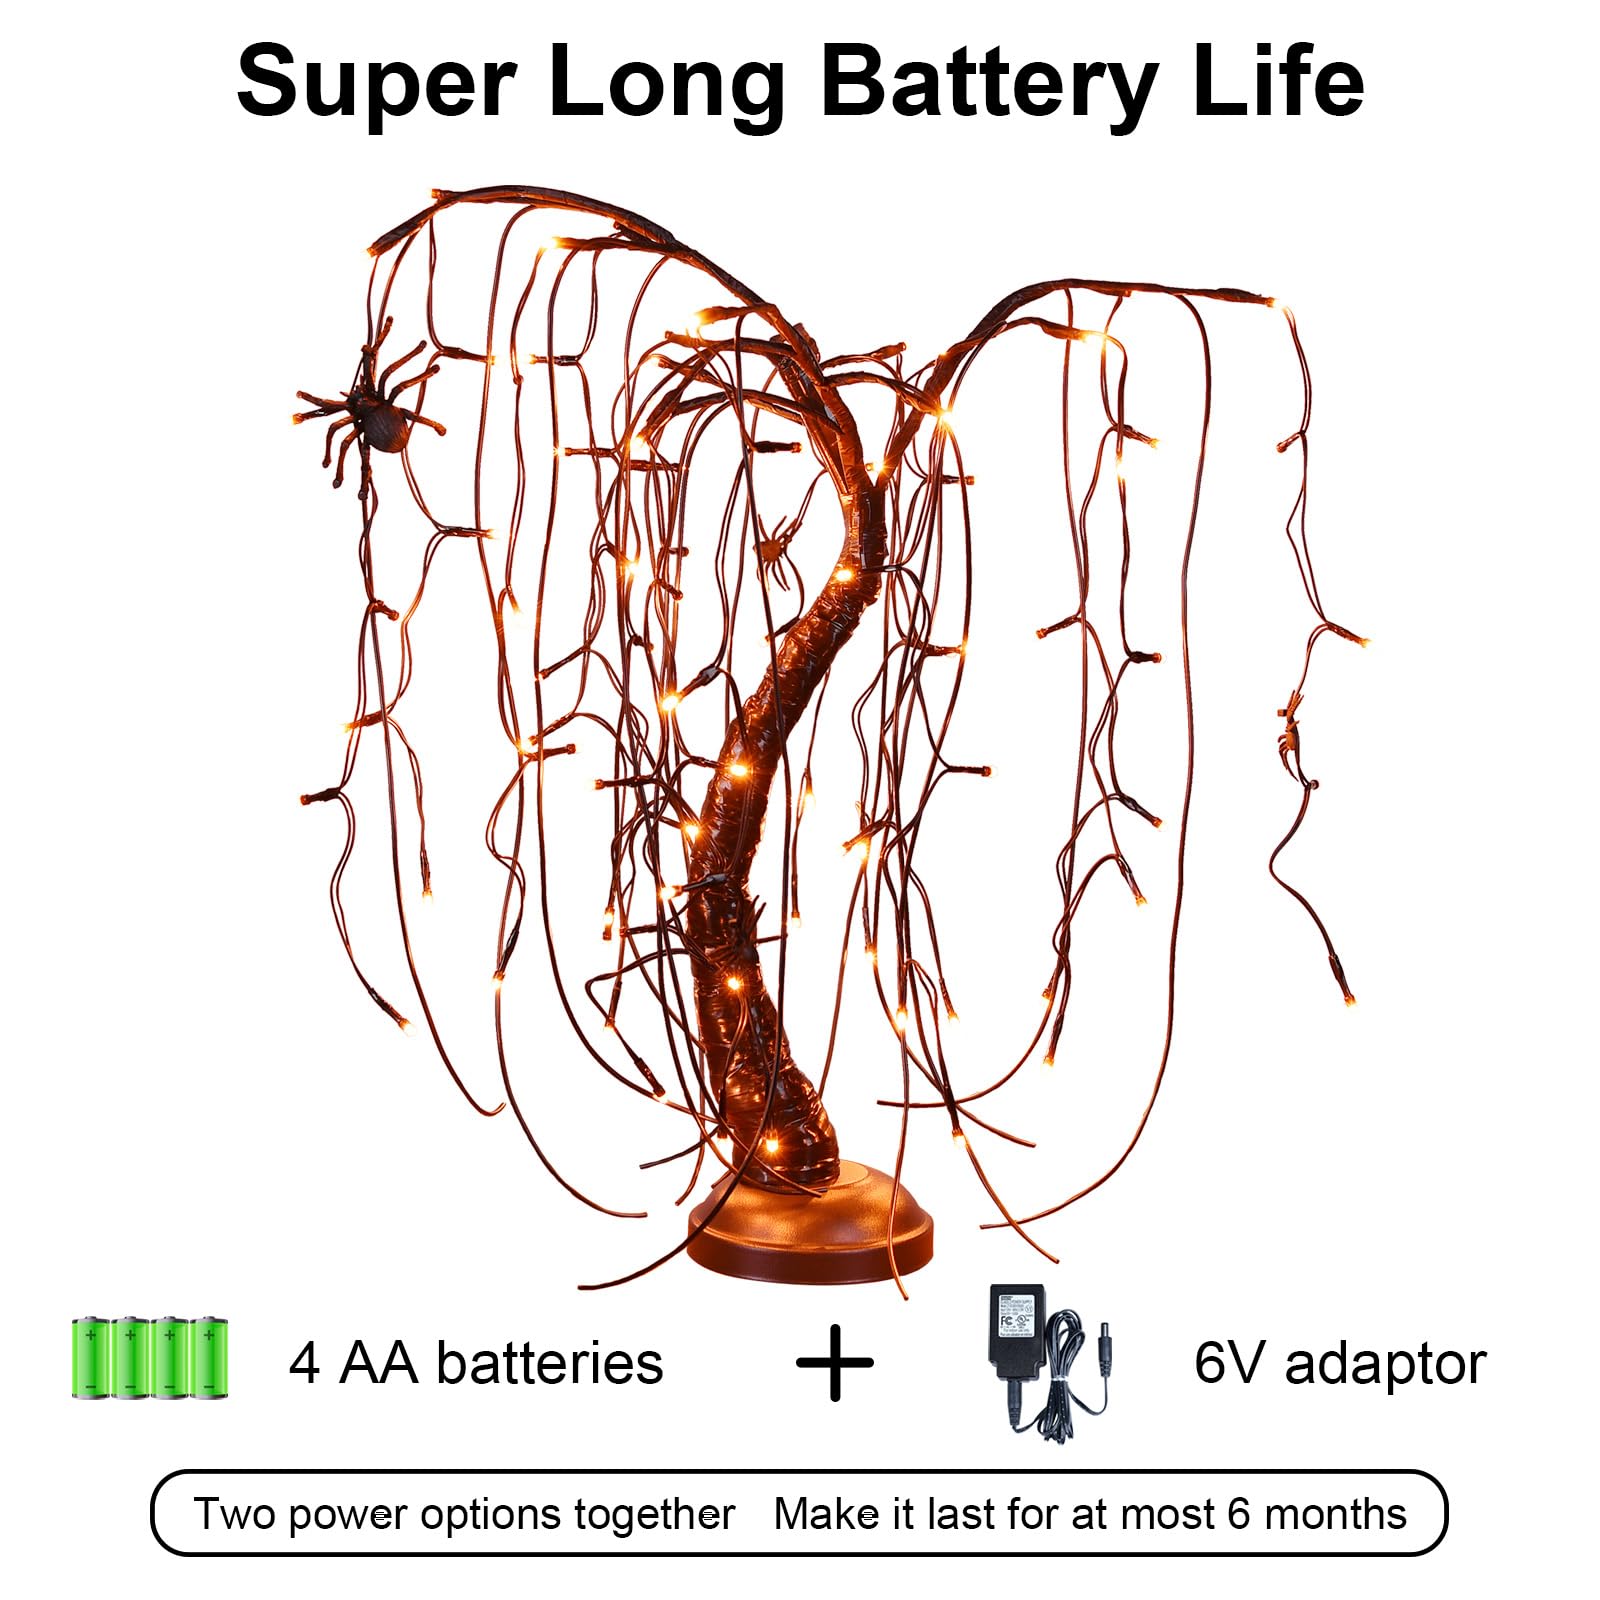 Super Long Battery Life
4 AA batteries
6V adaptor
Two power options together Make it last for at most 6 months